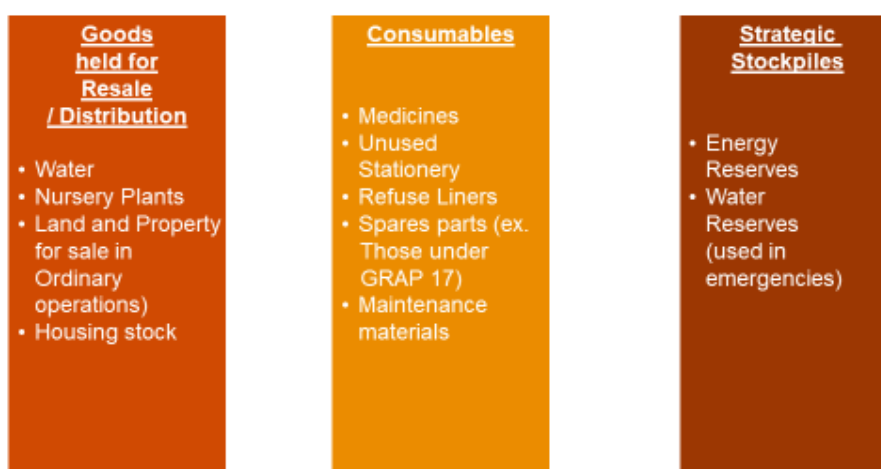 Goods
held for
Resale
/ Distribution
• Water
• Nursery Plants
• Land and Property
for sale in
Ordinary
operations)
• Housing stock
Consumables
• Medicines
• Unused
Stationery
• Refuse Liners
• Spares parts (ex.
Those under
GRAP 17)
• Maintenance
materials
Strategic
Stockpiles
• Energy
Reserves
• Water
Reserves
(used in
emergencies)